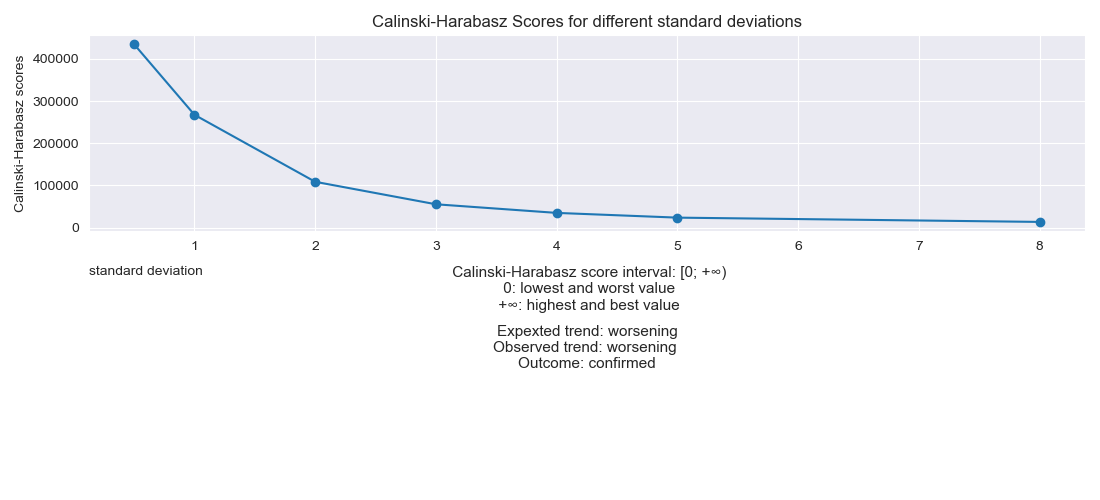 Calinski-Harabasz Scores for different standard deviations
Calinski-Harabasz scores
400000
300000
200000
100000
0
1 2 3 4 5 6 7 8
standard deviation
Calinski-Harabasz score interval: [0; +∞)
0: lowest and worst value
+∞: highest and best value
Expexted trend: worsening
Observed trend: worsening
Outcome: confirmed